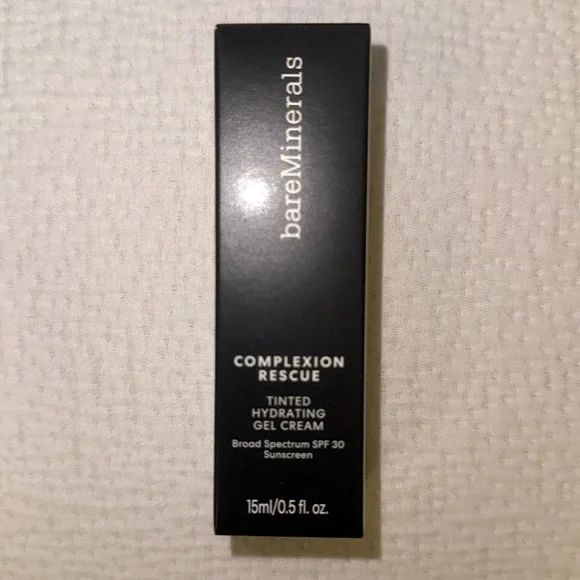 bareMinerals
COMPLEXION
RESCUE
TINTED
HYDRATING
GEL CREAM
Broad Spectrum SPF 30
Sunscreen
15ml/0.5 fl. oz.